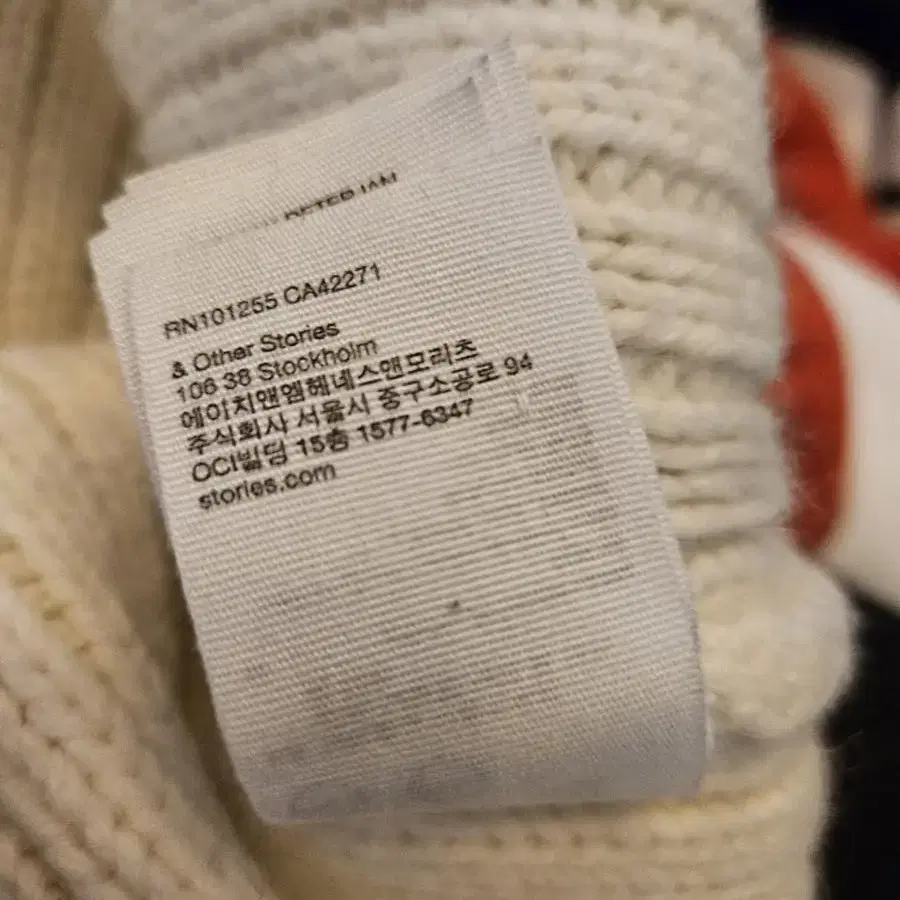 RN101255 CA42271
& Other Stories
106 38 Stockholm
에이치앤엠헤네스앤모리츠
주식회사 서울시 중구소공로 94
OCI빌딩 15층 1577-6347
stories.com